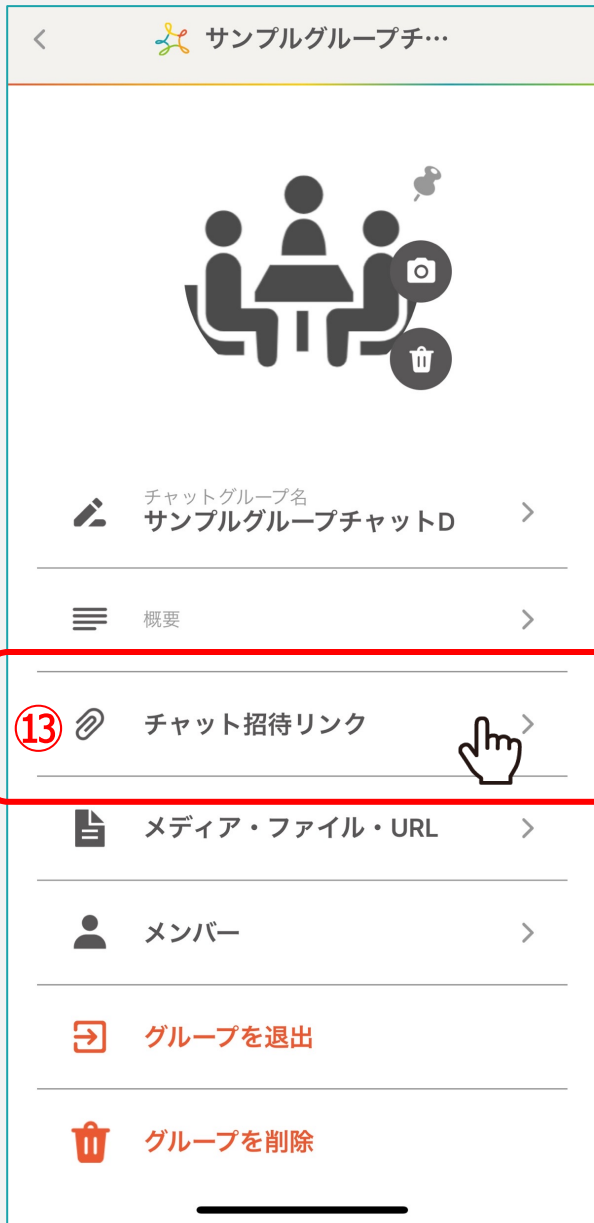 サンプルグループチ…
チャットグループ名
サンプルグループチャットD
概要
⑬ チャット招待リンク
メディア・ファイル・URL
メンバー
グループを退出
グループを削除